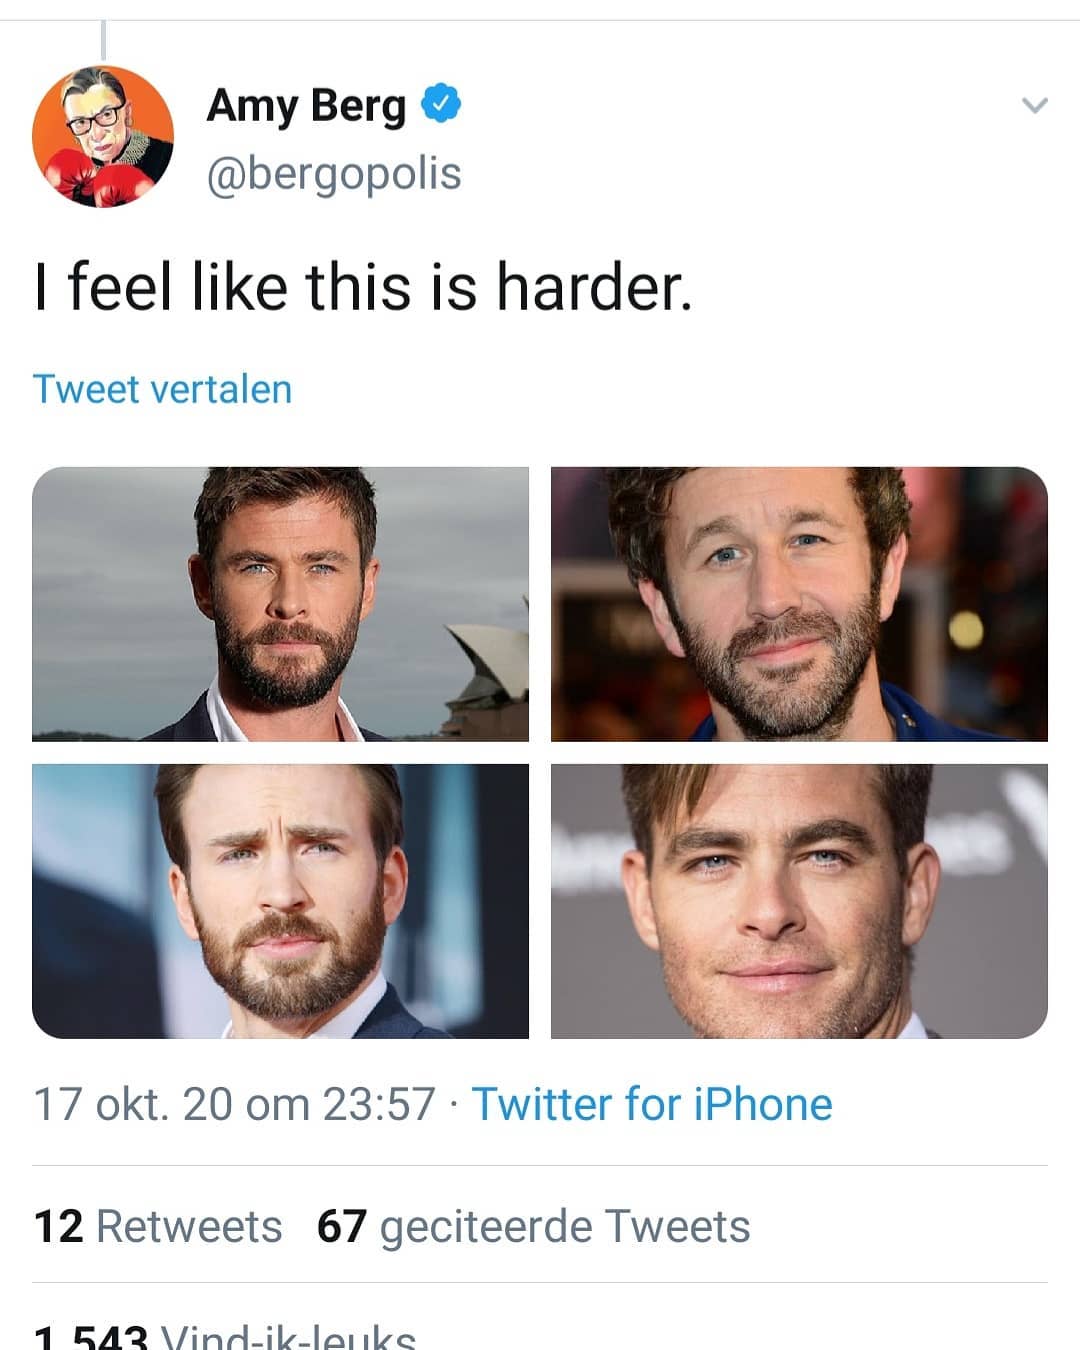 Amy Berg
@bergopolis
I feel like this is harder.
Tweet vertalen
17 okt. 20 om 23:57 · Twitter for iPhone
12 Retweets 67 geciteerde Tweets
1.543 Vind-ik-leuks